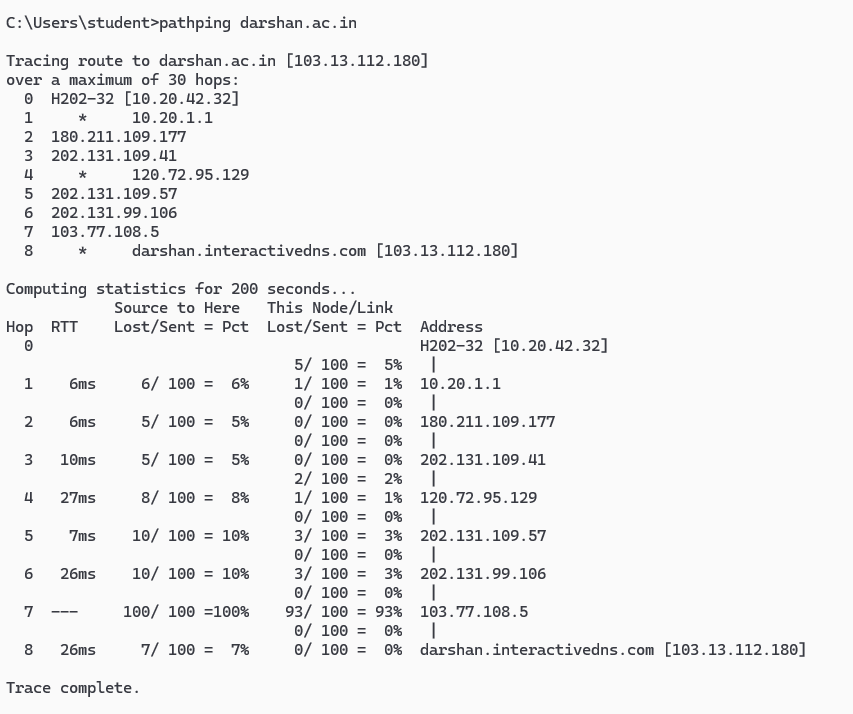 C:\Users\student>pathping darshan.ac.in

Tracing route to darshan.ac.in [103.13.112.180]
over a maximum of 30 hops:
  0  H202-32 [10.20.42.32]
  1     *     10.20.1.1
  2  180.211.109.177
  3  202.131.109.41
  4     *     120.72.95.129
  5  202.131.109.57
  6  202.131.99.106
  7  103.77.108.5
  8     *     darshan.interactivedns.com [103.13.112.180]

Computing statistics for 200 seconds...
            Source to Here   This Node/Link
Hop  RTT    Lost/Sent = Pct  Lost/Sent = Pct  Address
  0                                           H202-32 [10.20.42.32]
                                5/ 100 =  5%   |
  1    6ms     6/ 100 =  6%     1/ 100 =  1%  10.20.1.1
                                0/ 100 =  0%   |
  2    6ms     5/ 100 =  5%     0/ 100 =  0%  180.211.109.177
                                0/ 100 =  0%   |
  3   10ms     5/ 100 =  5%     0/ 100 =  0%  202.131.109.41
                                2/ 100 =  2%   |
  4   27ms     8/ 100 =  8%     1/ 100 =  1%  120.72.95.129
                                0/ 100 =  0%   |
  5    7ms    10/ 100 = 10%     3/ 100 =  3%  202.131.109.57
                                0/ 100 =  0%   |
  6   26ms    10/ 100 = 10%     3/ 100 =  3%  202.131.99.106
                                0/ 100 =  0%   |
  7  ---     100/ 100 =100%    93/ 100 = 93%  103.77.108.5
                                0/ 100 =  0%   |
  8   26ms     7/ 100 =  7%     0/ 100 =  0%  darshan.interactivedns.com [103.13.112.180]

Trace complete.